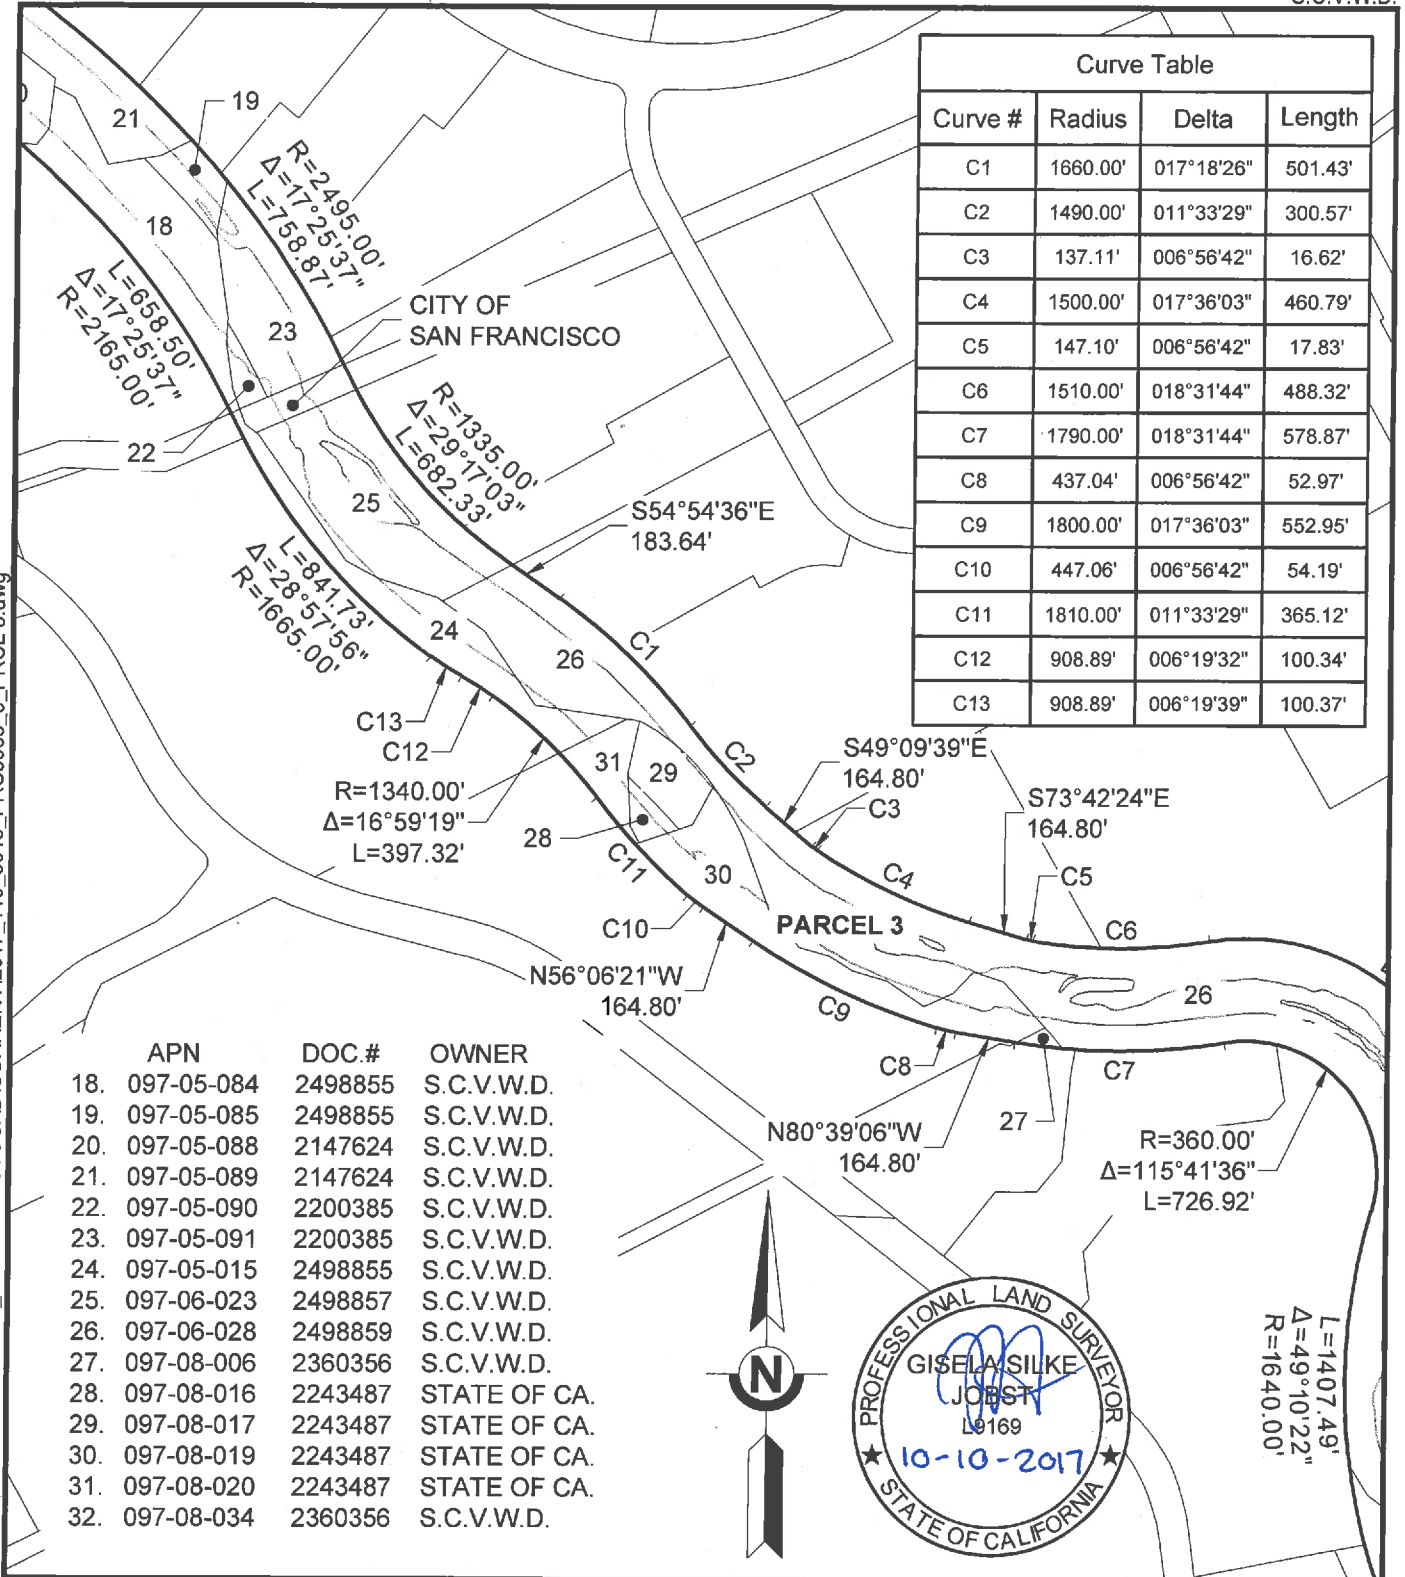 Curve Table
Curve # Radius Delta Length
C1 1660.00' 017°18'26" 501.43'
C2 1490.00' 011°33'29" 300.57'
C3 137.11' 006°56'42" 16.62'
C4 1500.00' 017°36'03" 460.79'
C5 147.10' 006°56'42" 17.83'
C6 1510.00' 018°31'44" 488.32'
C7 1790.00' 018°31'44" 578.87'
C8 437.04' 006°56'42" 52.97'
C9 1800.00' 017°36'03" 552.95'
C10 447.06' 006°56'42" 54.19'
C11 1810.00' 011°33'29" 365.12'
C12 908.89' 006°19'32" 100.34'
C13 908.89' 006°19'39" 100.37'
19
21
18
R=2495.00'
Δ=17°25'37"
L=758.87'
L=658.50'
Δ=17°25'37"
R=2165.00'
23
CITY OF
SAN FRANCISCO
22
25
R=1335.00'
Δ=29°17'03"
L=682.33'
S54°54'36"E
183.64'
L=841.73'
Δ=28°57'56"
R=1665.00'
24
26
C1
C13
C12
C2
S49°09'39"E
164.80'
C3
31
29
R=1340.00'
Δ=16°59'19"
L=397.32'
28
C11
30
S73°42'24"E
164.80'
C4
C5
C10
PARCEL 3
C6
N56°06'21"W
164.80'
C9
26
C8
C7
27
N80°39'06"W
164.80'
R=360.00'
Δ=115°41'36"
L=726.92'
L=1407.49'
Δ=49°10'22"
R=1640.00'
APN DOC.# OWNER
18. 097-05-084 2498855 S.C.V.W.D.
19. 097-05-085 2498855 S.C.V.W.D.
20. 097-05-088 2147624 S.C.V.W.D.
21. 097-05-089 2147624 S.C.V.W.D.
22. 097-05-090 2200385 S.C.V.W.D.
23. 097-05-091 2200385 S.C.V.W.D.
24. 097-05-015 2498855 S.C.V.W.D.
25. 097-06-023 2498857 S.C.V.W.D.
26. 097-06-028 2498859 S.C.V.W.D.
27. 097-08-006 2360356 S.C.V.W.D.
28. 097-08-016 2243487 STATE OF CA.
29. 097-08-017 2243487 STATE OF CA.
30. 097-08-019 2243487 STATE OF CA.
31. 097-08-020 2243487 STATE OF CA.
32. 097-08-034 2360356 S.C.V.W.D.
N
PROFESSIONAL LAND SURVEYOR
GISELA SILKE
JOBST
L9169
10-10-2017
STATE OF CALIFORNIA